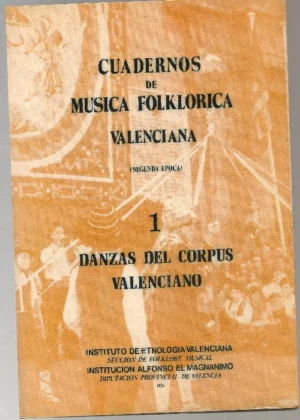 CUADERNOS
DE
MUSICA FOLKLORICA
VALENCIANA
(SEGUNDA EPOCA)
1
DANZAS DEL CORPUS
VALENCIANO
INSTITUTO DE ETNOLOGIA VALENCIANA
SECCION DE FOLKLORE MUSICAL
INSTITUCION ALFONSO EL MAGNANIMO
DIPUTACION PROVINCIAL DE VALENCIA